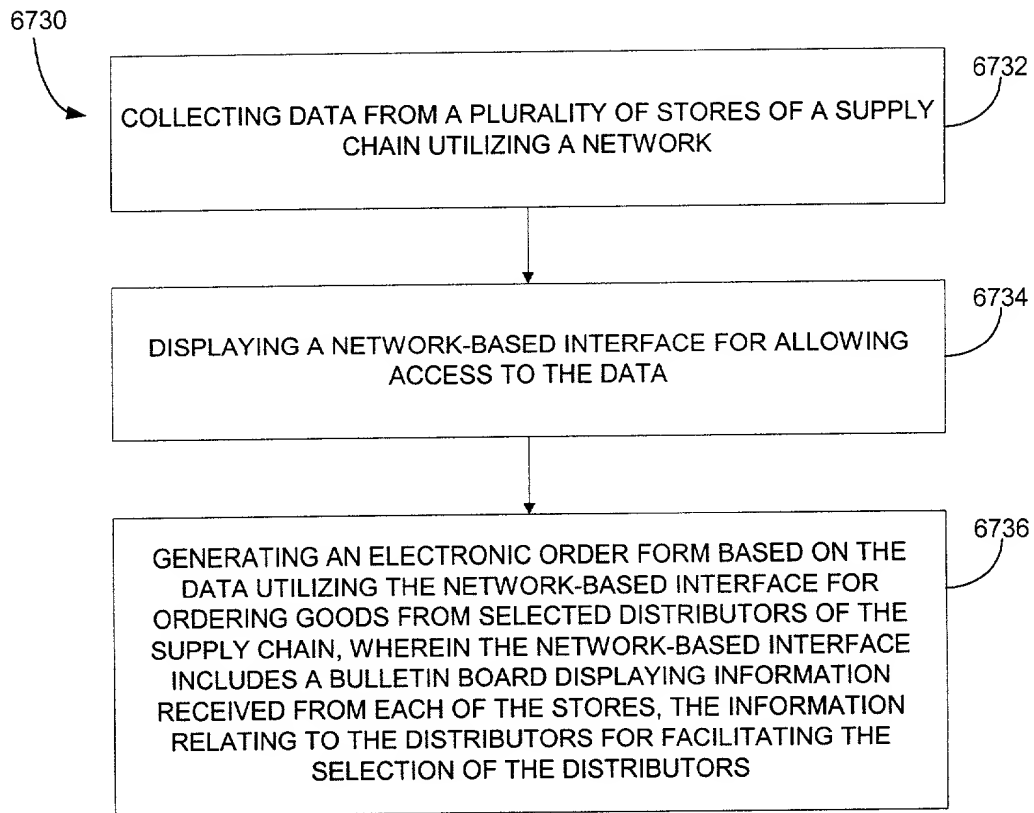 6730
6732
COLLECTING DATA FROM A PLURALITY OF STORES OF A SUPPLY
CHAIN UTILIZING A NETWORK
6734
DISPLAYING A NETWORK-BASED INTERFACE FOR ALLOWING
ACCESS TO THE DATA
6736
GENERATING AN ELECTRONIC ORDER FORM BASED ON THE
DATA UTILIZING THE NETWORK-BASED INTERFACE FOR
ORDERING GOODS FROM SELECTED DISTRIBUTORS OF THE
SUPPLY CHAIN, WHEREIN THE NETWORK-BASED INTERFACE
INCLUDES A BULLETIN BOARD DISPLAYING INFORMATION
RECEIVED FROM EACH OF THE STORES, THE INFORMATION
RELATING TO THE DISTRIBUTORS FOR FACILITATING THE
SELECTION OF THE DISTRIBUTORS